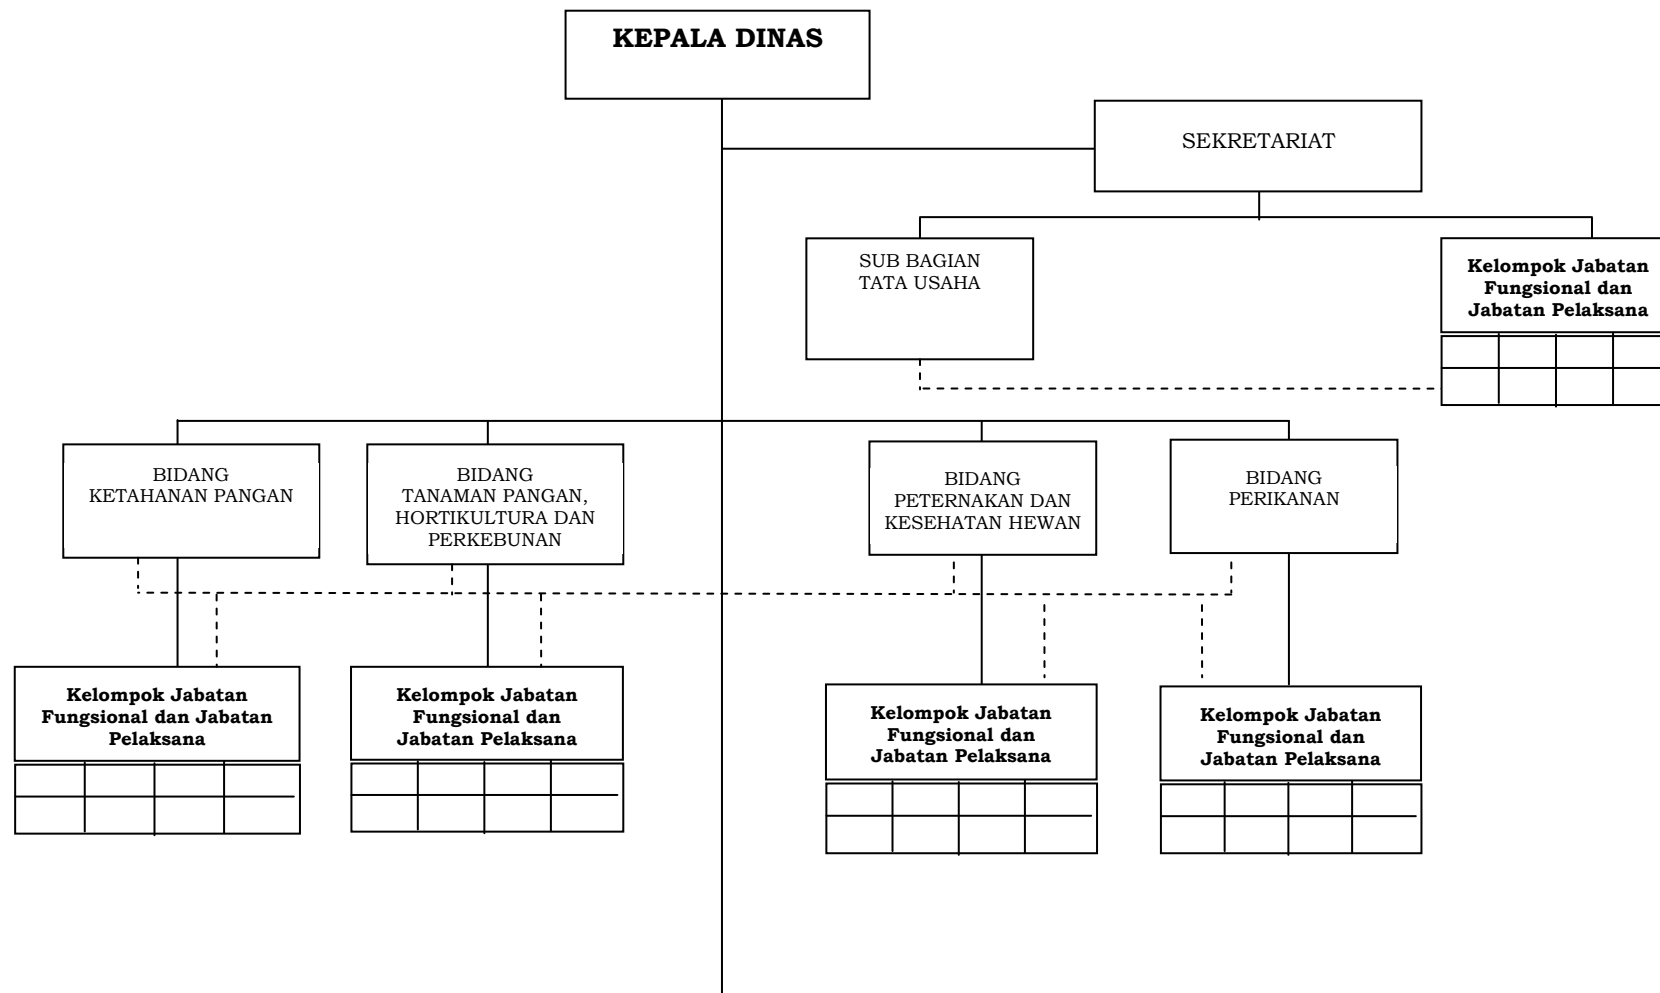 KEPALA DINAS
SEKRETARIAT
SUB BAGIAN
TATA USAHA
Kelompok Jabatan
Fungsional dan
Jabatan Pelaksana
BIDANG
KETAHANAN PANGAN
BIDANG
TANAMAN PANGAN,
HORTIKULTURA DAN
PERKEBUNAN
BIDANG
PETERNAKAN DAN
KESEHATAN HEWAN
BIDANG
PERIKANAN
Kelompok Jabatan
Fungsional dan Jabatan
Pelaksana
Kelompok Jabatan
Fungsional dan
Jabatan Pelaksana
Kelompok Jabatan
Fungsional dan
Jabatan Pelaksana
Kelompok Jabatan
Fungsional dan
Jabatan Pelaksana